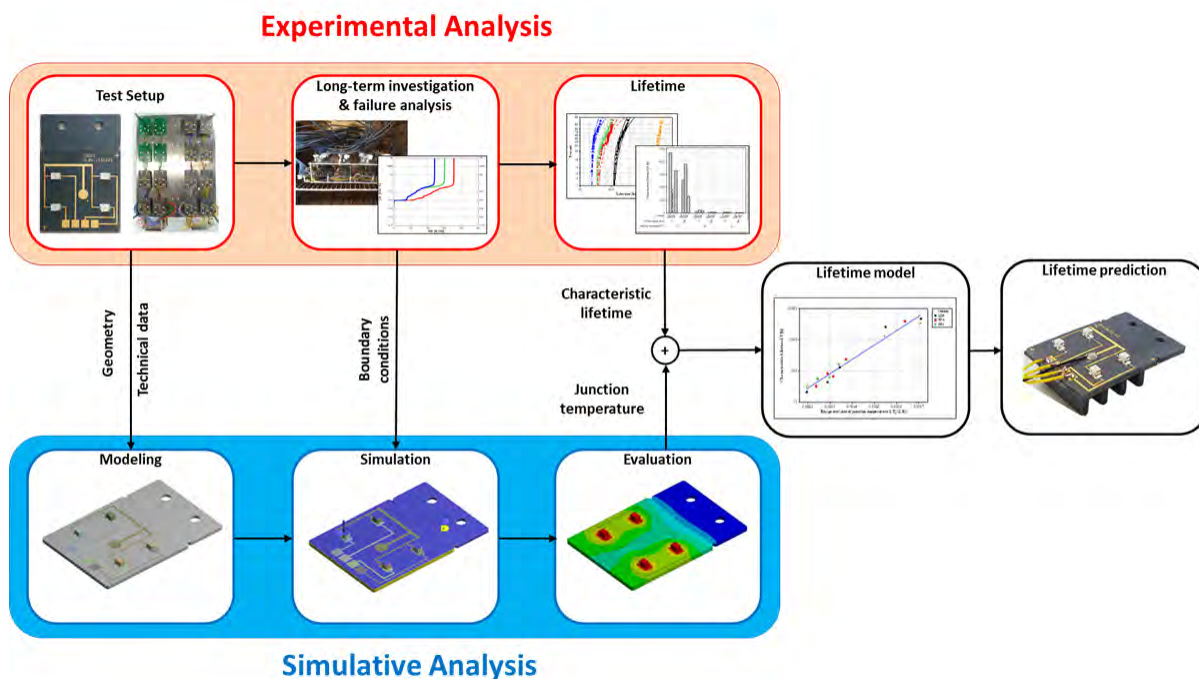 Experimental Analysis
Test Setup
Long-term investigation
& failure analysis
Lifetime
Geometry
Technical data
Boundary
conditions
Characteristic
lifetime
+
Junction
temperature
Lifetime model
Lifetime prediction
Modeling
Simulation
Evaluation
Simulative Analysis